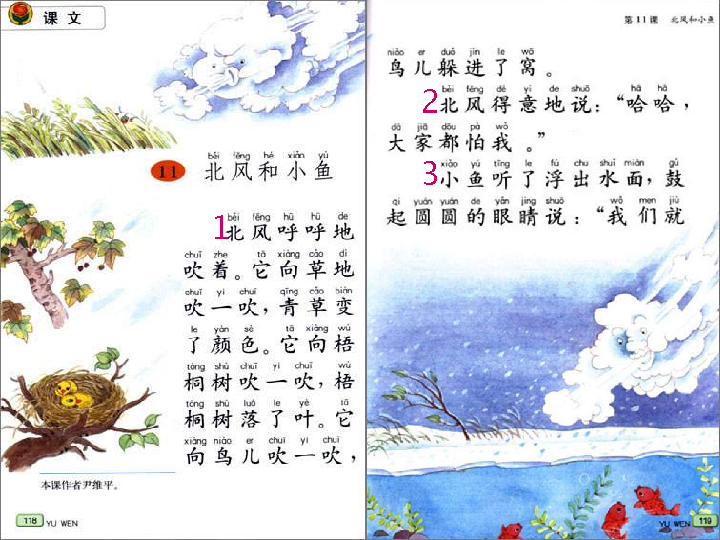 课文
11 北风和小鱼
běi fēng hé xiǎo yú
1
běi fēng hū hū de
北风呼呼地
chuī zhe tā xiàng cǎo dì
吹着。它向草地
chuī yi chuī qīng cǎo biàn
吹一吹，青草变
le yán sè tā xiàng wú
了颜色。它向梧
tóng shù chuī yi chuī wú
桐树吹一吹，梧
tóng shù luò le yè tā
桐树落了叶。它
xiàng niǎo er chuī yi chuī
向鸟儿吹一吹，
本课作者尹维平。
118 YU WEN
第11课 北风和小鱼
niǎo er duǒ jìn le wō
鸟儿躲进了窝。
2
běi fēng dé yì de shuō hā hā
北风得意地说：“哈哈，
dà jiā dōu pà wǒ
大家都怕我。”
3
xiǎo yú tīng le fú chu shuǐ miàn gǔ
小鱼听了浮出水面，鼓
qǐ yuán yuán de yǎn jing shuō wǒ men jiù
起圆圆的眼睛说：“我们就
YU WEN 119